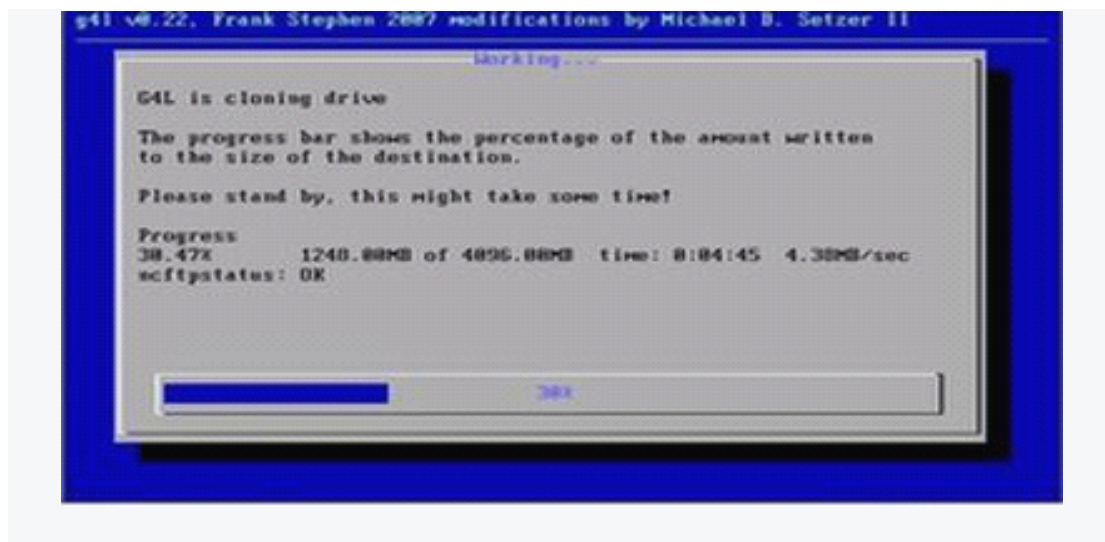 g4l v0.22, Frank Stephen 2007 modifications by Michael D. Setzer II
Working...
G4L is cloning drive
The progress bar shows the percentage of the amount written
to the size of the destination.
Please stand by, this might take some time!
Progress
30.47% 1248.00MB of 4096.00MB time: 0:04:45 4.38MB/sec
ncftpstatus: OK
30%